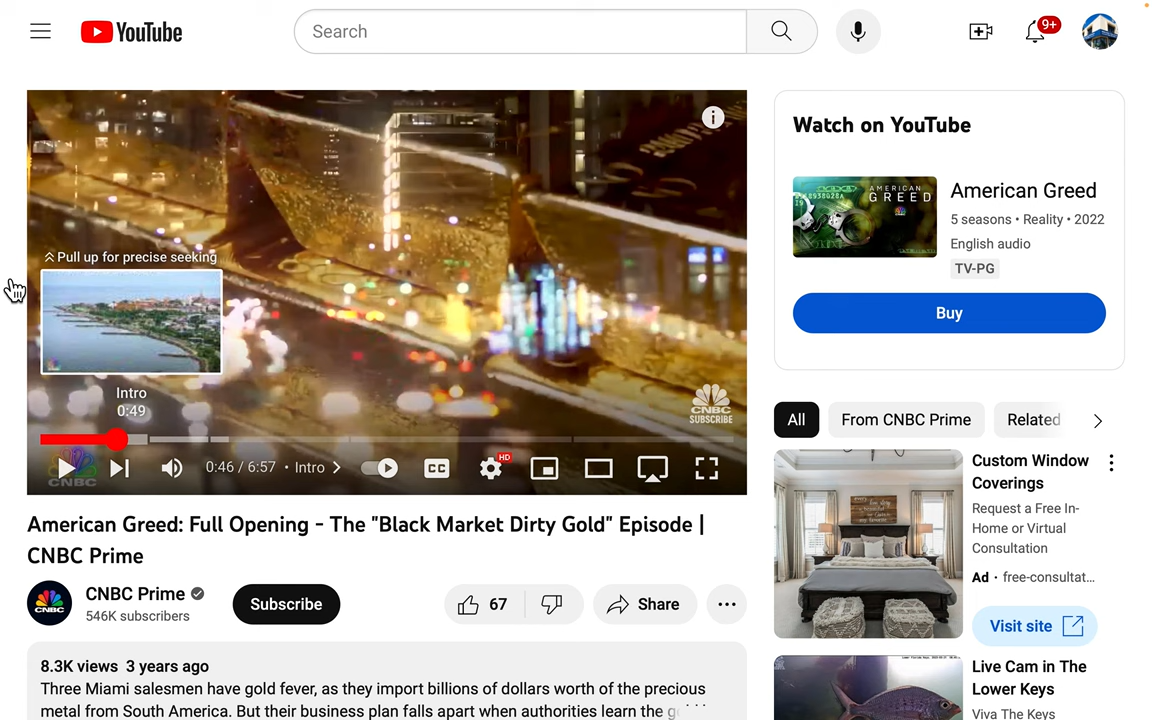 YouTube
Search
9+
Pull up for precise seeking
Intro
0:49
CNBC
SUBSCRIBE
0:46 / 6:57 • Intro
CC
HD
CNBC
American Greed: Full Opening - The "Black Market Dirty Gold" Episode |
CNBC Prime
CNBC Prime
546K subscribers
Subscribe
67
Share
8.3K views 3 years ago
Three Miami salesmen have gold fever, as they import billions of dollars worth of the precious
metal from South America. But their business plan falls apart when authorities learn the
Watch on YouTube
AMERICAN
GREED
American Greed
5 seasons • Reality • 2022
English audio
TV-PG
Buy
All
From CNBC Prime
Related
Custom Window
Coverings
Request a Free In-
Home or Virtual
Consultation
Ad · free-consultat...
Visit site
Live Cam in The
Lower Keys
Via The Keys